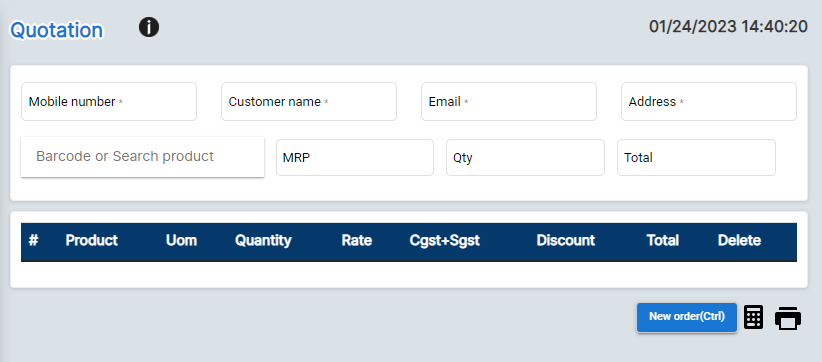 Quotation i 01/24/2023 14:40:20
Mobile number * Customer name * Email * Address *
Barcode or Search product MRP Qty Total
# Product Uom Quantity Rate Cgst+Sgst Discount Total Delete
New order(Ctrl)